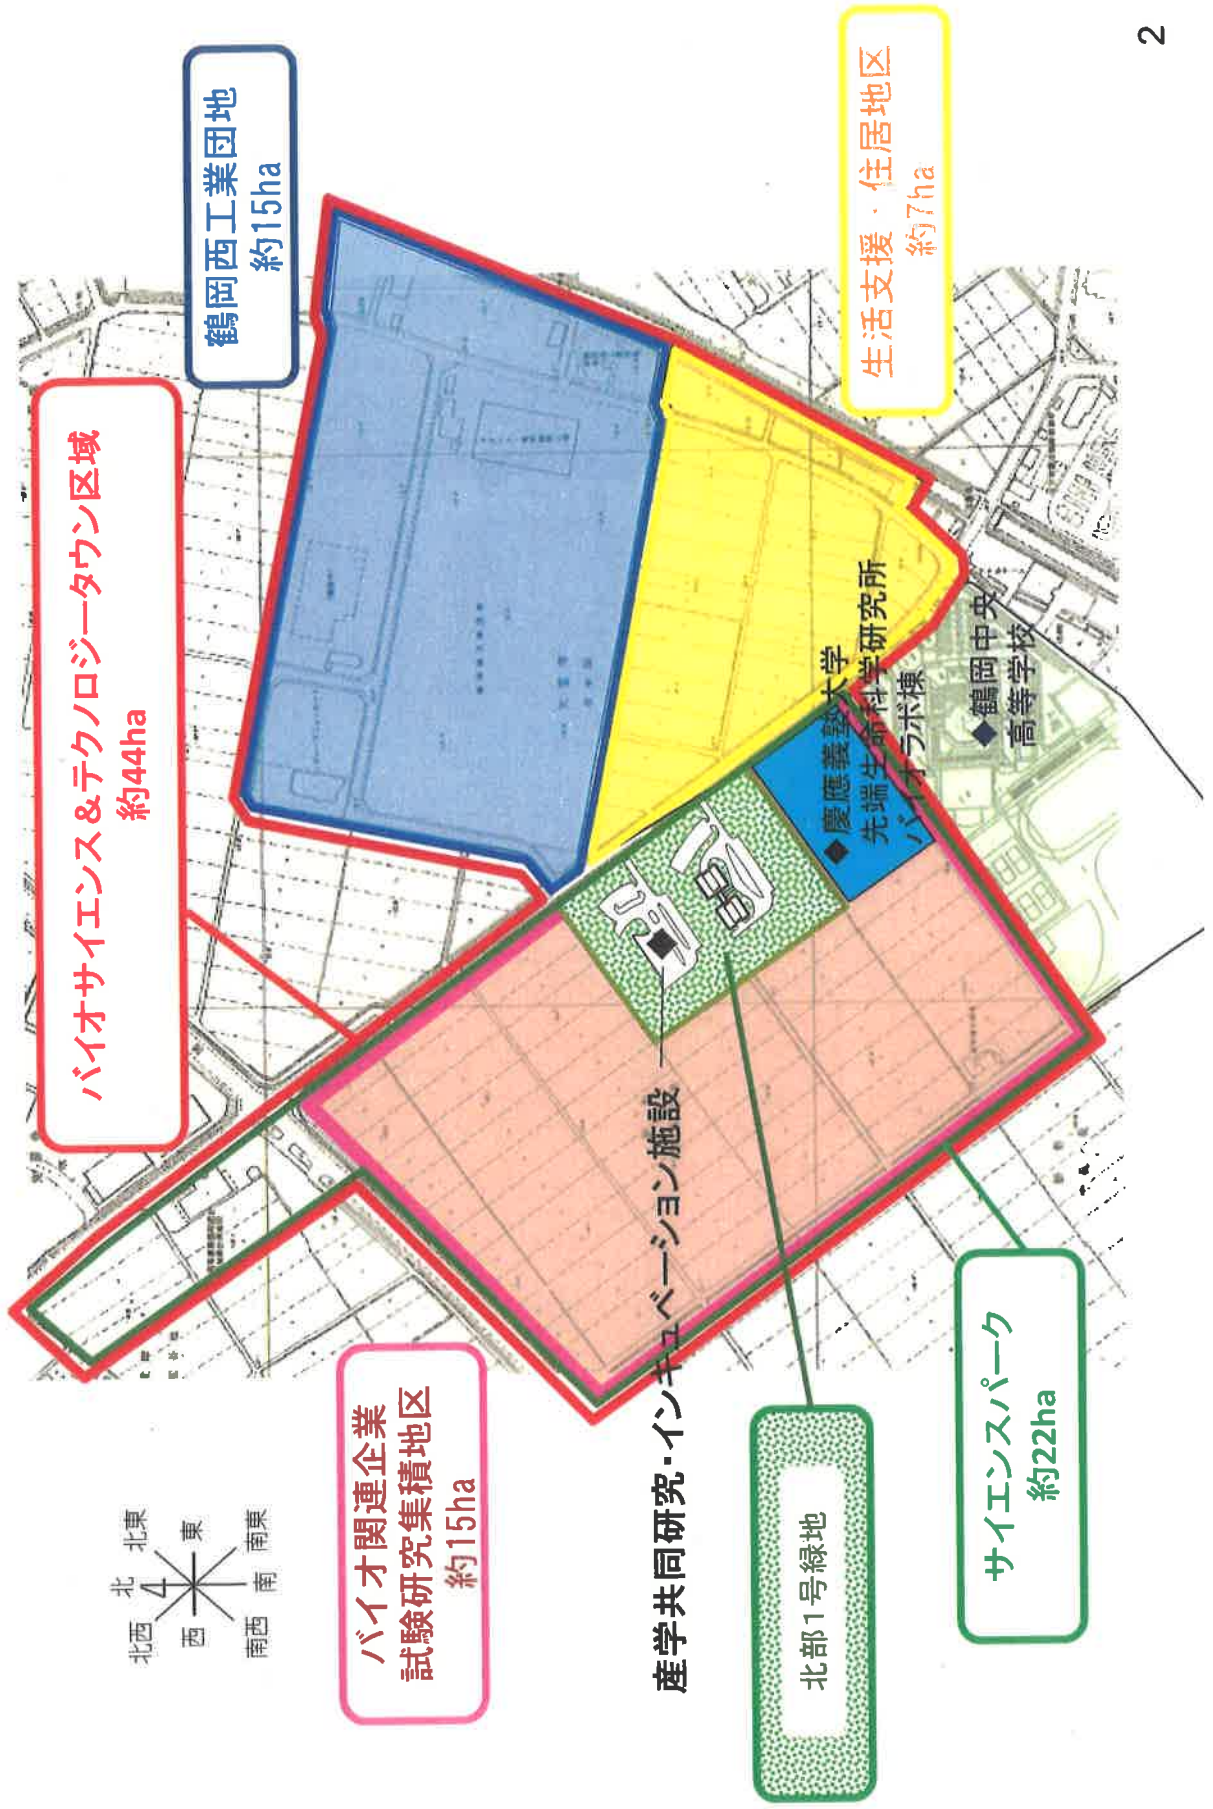 バイオサイエンス&テクノロジータウン区域
約44ha
鶴岡西工業団地
約15ha
北
北東
東
南東
南
南西
西
北西
バイオ関連企業
試験研究集積地区
約15ha
生活支援・住居地区
約7ha
産学共同研究・インキュベーション施設
◆慶應義塾大学
先端生命科学研究所
バイオラボ棟
◆鶴岡中央
高等学校
北部1号緑地
サイエンスパーク
約22ha
2